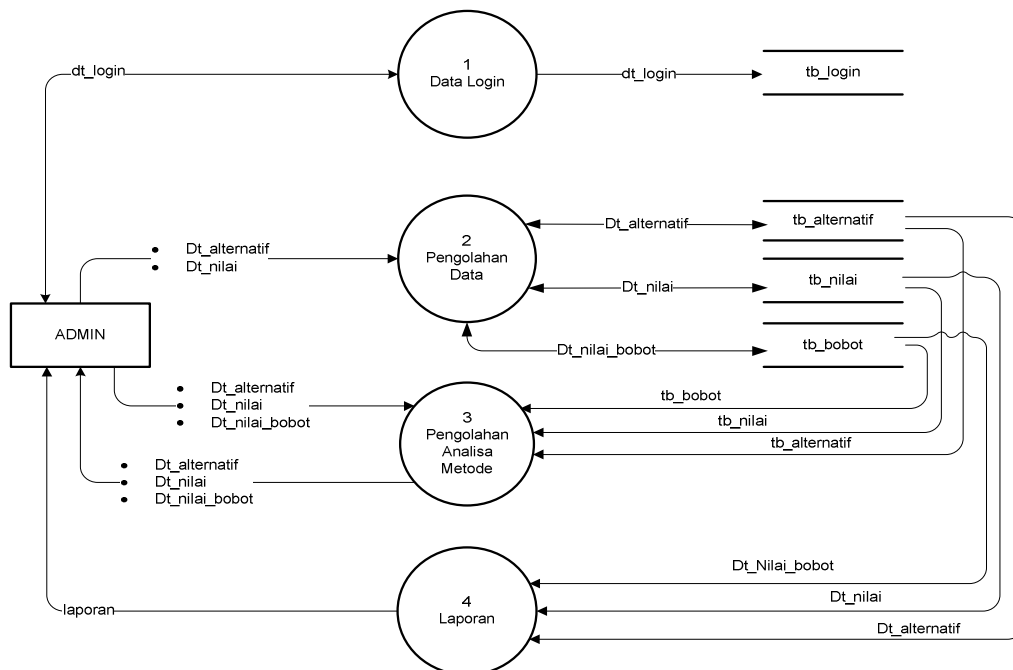 1
Data Login
dt_login
dt_login
tb_login
2
Pengolahan
Data
Dt_alternatif
tb_alternatif
• Dt_alternatif
• Dt_nilai
Dt_nilai
tb_nilai
ADMIN
Dt_nilai_bobot
tb_bobot
• Dt_alternatif
• Dt_nilai
• Dt_nilai_bobot
3
Pengolahan
Analisa
Metode
tb_bobot
tb_nilai
tb_alternatif
• Dt_alternatif
• Dt_nilai
• Dt_nilai_bobot
4
Laporan
laporan
Dt_Nilai_bobot
Dt_nilai
Dt_alternatif